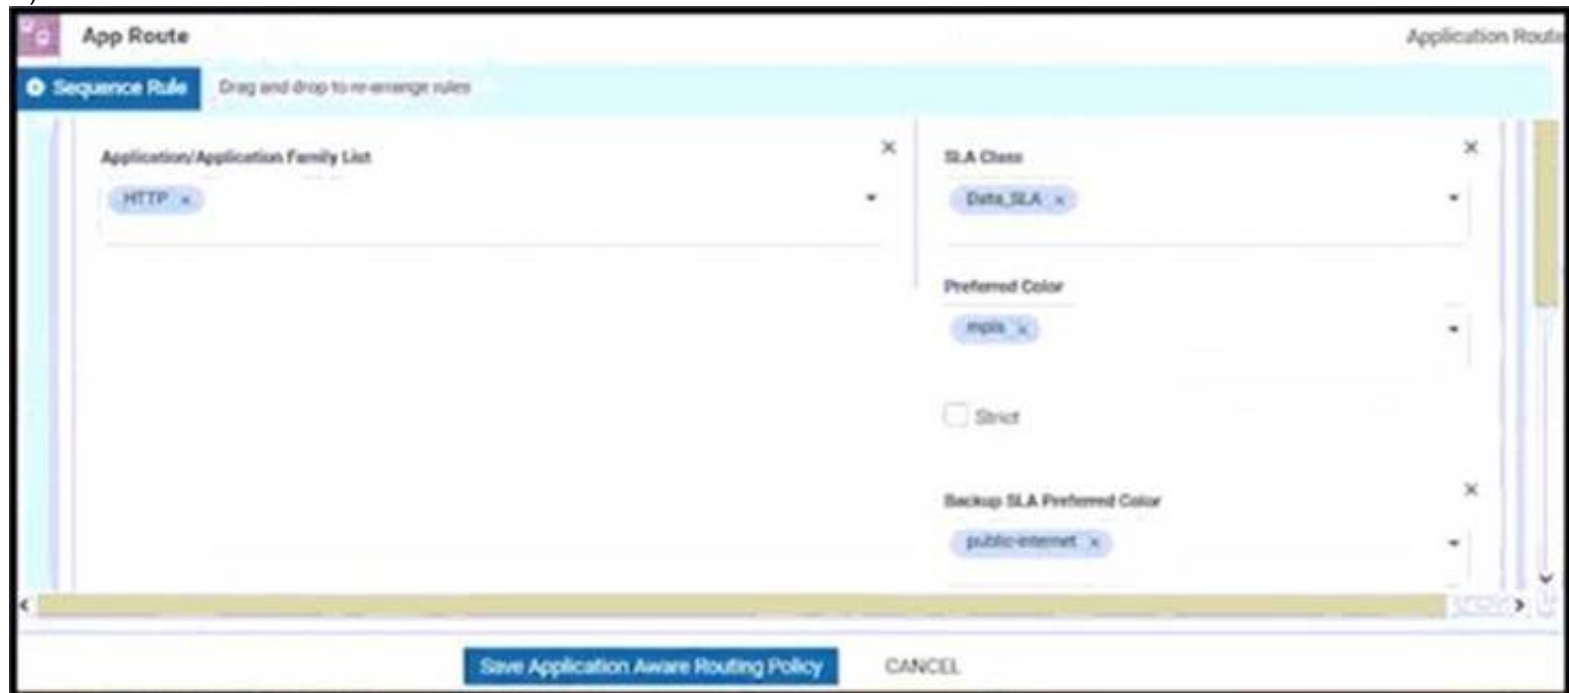 App Route
Application Route
Sequence Rule
Drag and drop to re-arrange rules
Application/Application Family List
HTTP ×
SLA Class
Data_SLA ×
Preferred Color
mpls ×
Strict
Backup SLA Preferred Color
public-internet ×
Save Application Aware Routing Policy
CANCEL